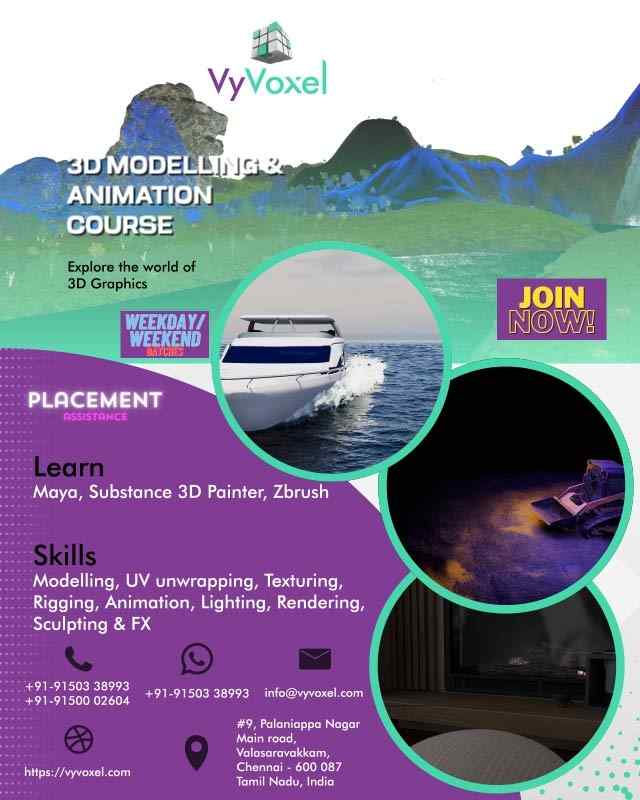 VyVoxel
3D MODELLING &
ANIMATION
COURSE
Explore the world of
3D Graphics
WEEKDAY/
WEEKEND
BATCHES
JOIN
NOW!
PLACEMENT
ASSISTANCE
Learn
Maya, Substance 3D Painter, Zbrush
Skills
Modelling, UV unwrapping, Texturing,
Rigging, Animation, Lighting, Rendering,
Sculpting & FX
+91-91503 38993
+91-91500 02604
+91-91503 38993
info@vyvoxel.com
https://vyvoxel.com
#9, Palaniappa Nagar
Main road,
Valasaravakkam,
Chennai - 600 087
Tamil Nadu, India